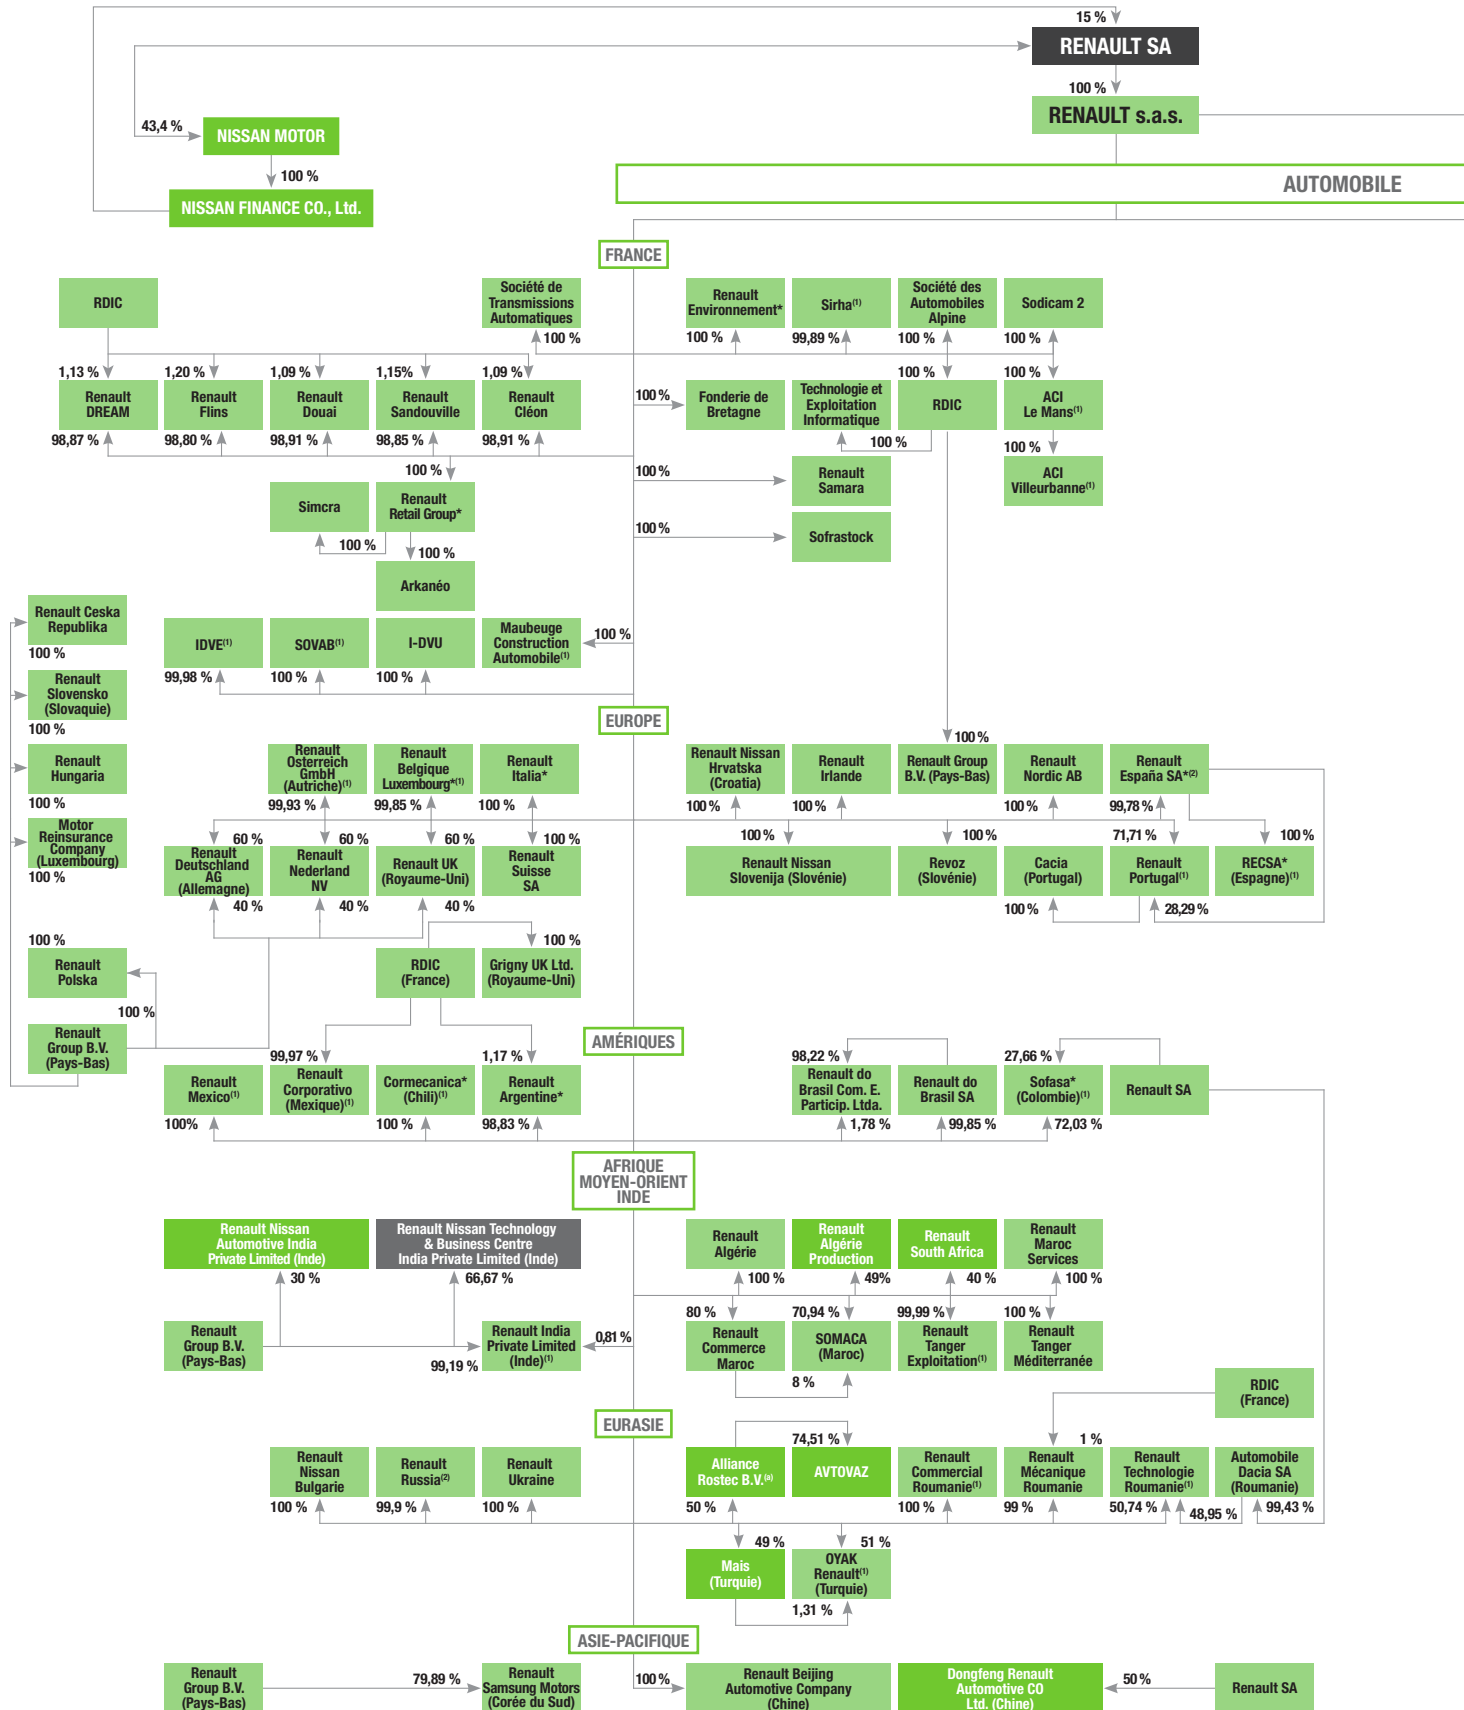 15 %
RENAULT SA
100 %
RENAULT s.a.s.
43,4 %
NISSAN MOTOR
100 %
NISSAN FINANCE CO., Ltd.
AUTOMOBILE
FRANCE
RDIC
Société de
Transmissions
Automatiques
100 %
Renault
Environnement*
100 %
Sirha(1)
99,89 %
Société des
Automobiles
Alpine
100 %
Sodicam 2
100 %
1,13 %
Renault
DREAM
98,87 %
1,20 %
Renault
Flins
98,80 %
1,09 %
Renault
Douai
98,91 %
1,15%
Renault
Sandouville
98,85 %
1,09 %
Renault
Cléon
98,91 %
100 %
Fonderie de
Bretagne
Technologie et
Exploitation
Informatique
100 %
100 %
RDIC
100 %
ACI
Le Mans(1)
100 %
ACI
Villeurbanne(1)
100 %
Renault
Retail Group*
Simcra
100 %
100 %
Arkanéo
100 %
Renault
Samara
100 %
Sofrastock
Renault Ceska
Republika
100 %
Renault
Slovensko
(Slovaquie)
100 %
Renault
Hungaria
100 %
Motor
Reinsurance
Company
(Luxembourg)
100 %
IDVE(1)
99,98 %
SOVAB(1)
100 %
I-DVU
100 %
Maubeuge
Construction
Automobile(1)
100 %
EUROPE
Renault
Osterreich
GmbH
(Autriche)(1)
99,93 %
Renault
Belgique
Luxembourg*(1)
99,85 %
Renault
Italia*
100 %
Renault Nissan
Hrvatska
(Croatia)
100 %
Renault
Irlande
100 %
100 %
Renault Group
B.V. (Pays-Bas)
Renault
Nordic AB
100 %
Renault
España SA*(2)
99,78 %
60 %
Renault
Deutschland
AG
(Allemagne)
40 %
60 %
Renault
Nederland
NV
40 %
60 %
Renault UK
(Royaume-Uni)
40 %
100 %
Renault
Suisse
SA
100 %
Renault Nissan
Slovenija (Slovénie)
100 %
Revoz
(Slovénie)
Cacia
(Portugal)
100 %
71,71 %
Renault
Portugal(1)
28,29 %
100 %
RECSA*
(Espagne)(1)
100 %
Renault
Polska
100 %
Renault
Group B.V.
(Pays-Bas)
RDIC
(France)
100 %
Grigny UK Ltd.
(Royaume-Uni)
AMÉRIQUES
Renault
Mexico(1)
100%
99,97 %
Renault
Corporativo
(Mexique)(1)
Cormecanica*
(Chili)(1)
100 %
1,17 %
Renault
Argentine*
98,83 %
98,22 %
Renault do
Brasil Com. E.
Particip. Ltda.
1,78 %
Renault do
Brasil SA
99,85 %
27,66 %
Sofasa*
(Colombie)(1)
72,03 %
Renault SA
AFRIQUE
MOYEN-ORIENT
INDE
Renault Nissan
Automotive India
Private Limited (Inde)
30 %
Renault Nissan Technology
& Business Centre
India Private Limited (Inde)
66,67 %
Renault
Algérie
100 %
Renault
Algérie
Production
49%
Renault
South Africa
40 %
Renault
Maroc
Services
100 %
Renault
Group B.V.
(Pays-Bas)
99,19 %
Renault India
Private Limited
(Inde)(1)
0,81 %
80 %
Renault
Commerce
Maroc
70,94 %
SOMACA
(Maroc)
8 %
99,99 %
Renault
Tanger
Exploitation(1)
100 %
Renault
Tanger
Méditerranée
RDIC
(France)
EURASIE
Renault
Nissan
Bulgarie
100 %
Renault
Russia(2)
99,9 %
Renault
Ukraine
100 %
Alliance
Rostec B.V.(a)
50 %
74,51 %
AVTOVAZ
Renault
Commercial
Roumanie(1)
100 %
1 %
Renault
Mécanique
Roumanie
99 %
Renault
Technologie
Roumanie(1)
50,74 %
48,95 %
Automobile
Dacia SA
(Roumanie)
99,43 %
49 %
Mais
(Turquie)
51 %
OYAK
Renault(1)
(Turquie)
1,31 %
ASIE-PACIFIQUE
Renault
Group B.V.
(Pays-Bas)
79,89 %
Renault
Samsung Motors
(Corée du Sud)
100 %
Renault Beijing
Automotive Company
(Chine)
Dongfeng Renault
Automotive CO
Ltd. (Chine)
50 %
Renault SA